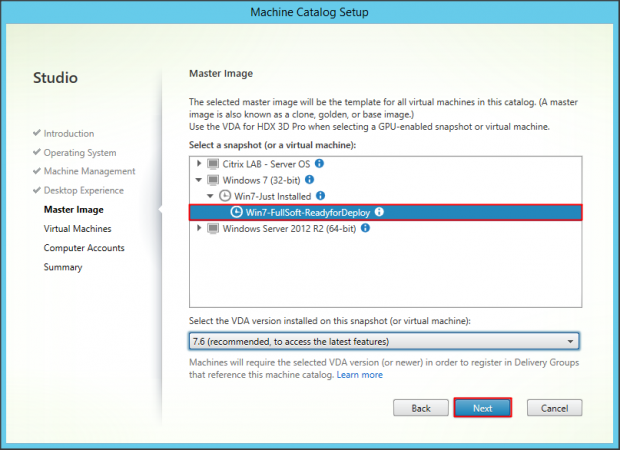 Machine Catalog Setup
Studio
Introduction
Operating System
Machine Management
Desktop Experience
Master Image
Virtual Machines
Computer Accounts
Summary
Master Image
The selected master image will be the template for all virtual machines in this catalog. (A master
image is also known as a clone, golden, or base image.)
Use the VDA for HDX 3D Pro when selecting a GPU-enabled snapshot or virtual machine.
Select a snapshot (or a virtual machine):
Citrix LAB - Server OS
Windows 7 (32-bit)
Win7-Just Installed
Win7-FullSoft-ReadyforDeploy
Windows Server 2012 R2 (64-bit)
Select the VDA version installed on this snapshot (or virtual machine):
7.6 (recommended, to access the latest features)
Machines will require the selected VDA version (or newer) in order to register in Delivery Groups
that reference this machine catalog. Learn more
Back
Next
Cancel